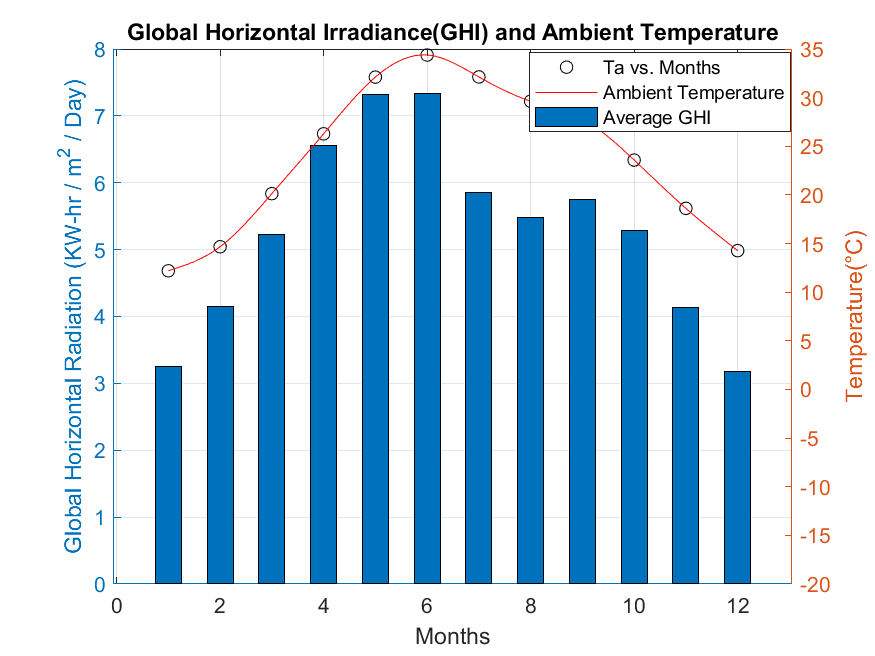 Global Horizontal Irradiance(GHI) and Ambient Temperature
Ta vs. Months
Ambient Temperature
Average GHI
Global Horizontal Radiation (KW-hr / m² / Day)
8
7
6
5
4
3
2
1
0
35
30
25
20
15
10
5
0
-5
-10
-15
-20
Temperature(°C)
0 2 4 6 8 10 12
Months